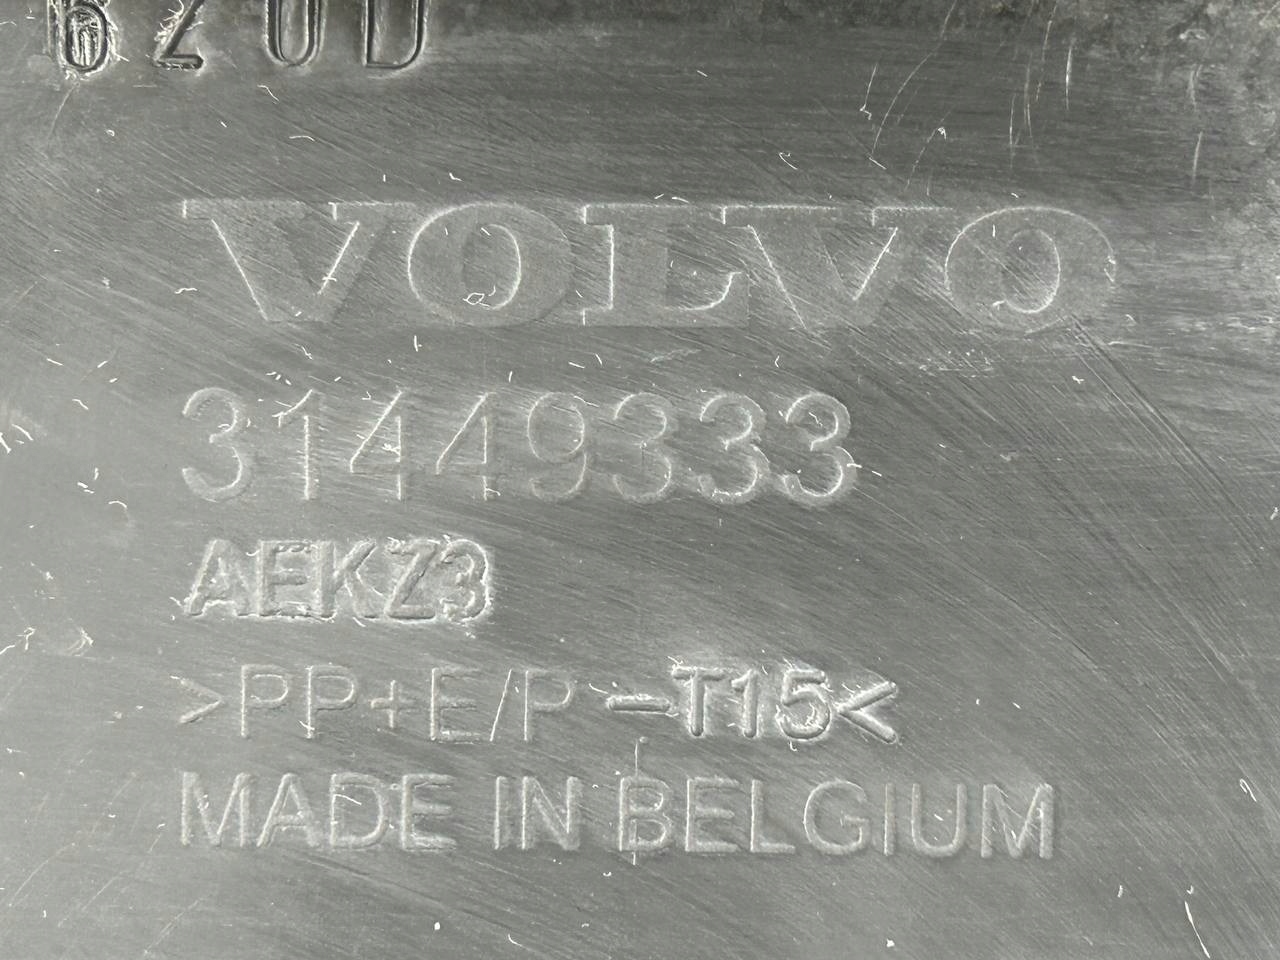 VOLVO
31449333
AEKZ3
>PP+E/P-T15<
MADE IN BELGIUM